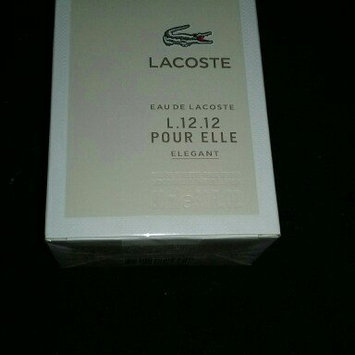 LACOSTE
EAU DE LACOSTE
L.12.12
POUR ELLE
ELEGANT